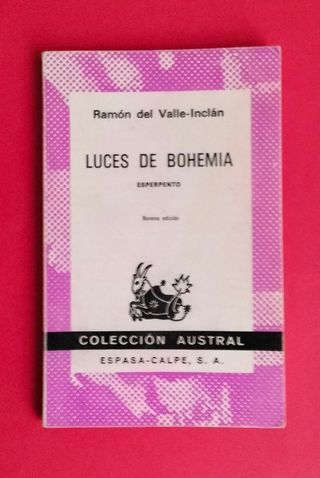 Ramón del Valle-Inclán
LUCES DE BOHEMIA
ESPERPENTO
Novena edición
COLECCIÓN AUSTRAL
ESPASA-CALPE, S. A.